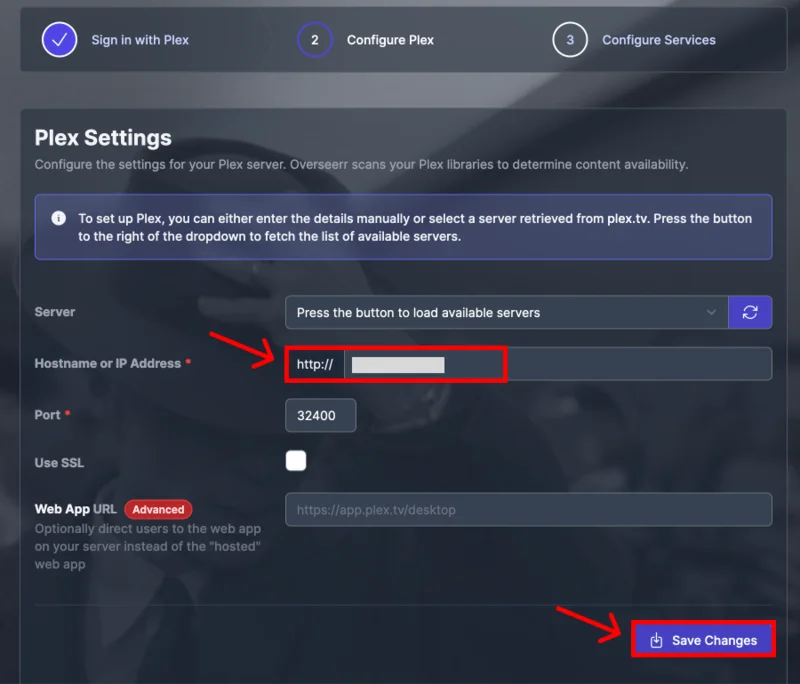 Sign in with Plex
2
Configure Plex
3
Configure Services
Plex Settings
Configure the settings for your Plex server. Overseerr scans your Plex libraries to determine content availability.
To set up Plex, you can either enter the details manually or select a server retrieved from plex.tv. Press the button
to the right of the dropdown to fetch the list of available servers.
Server
Press the button to load available servers
Hostname or IP Address *
http://
Port *
32400
Use SSL
Web App URL Advanced
https://app.plex.tv/desktop
Optionally direct users to the web app
on your server instead of the "hosted"
web app
Save Changes